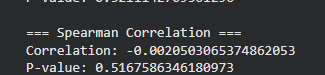 === Spearman Correlation ===
Correlation: -0.0020503065374862053
P-value: 0.5167586346180973